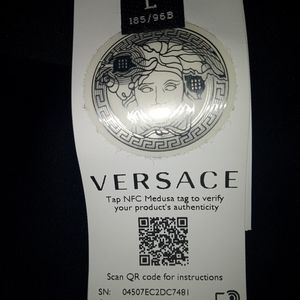 L
185/96B
VERSACE
Tap NFC Medusa tag to verify
your product's authenticity
Scan QR code for instructions
SN: 04507EC2DC7481